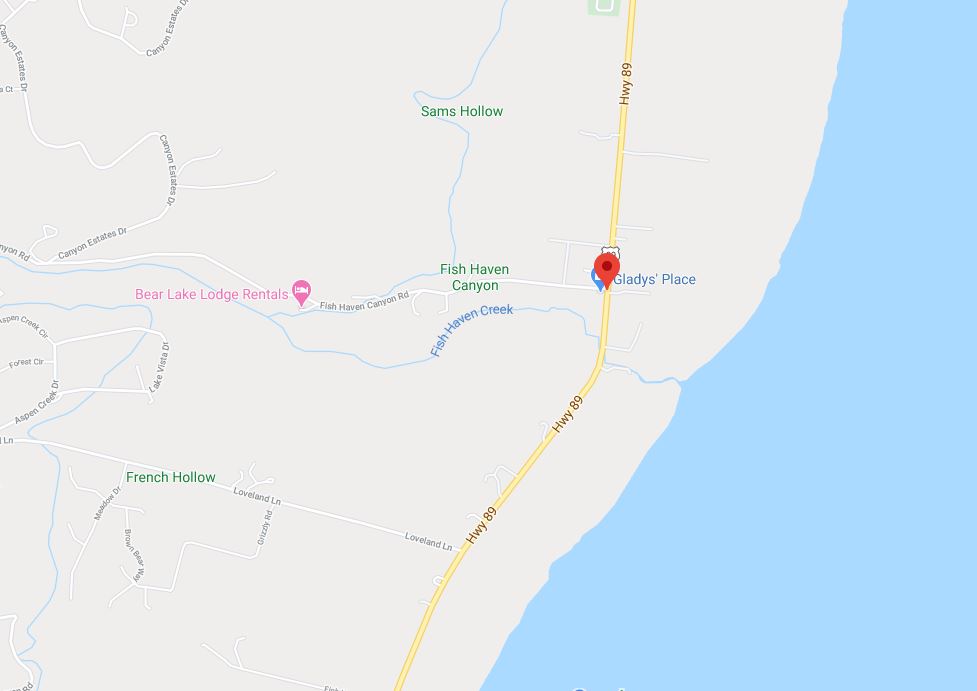 Canyon Estates Dr
Canyon Estates Dr
Hwy 89
Sams Hollow
Canyon Estates Dr
Canyon Estates Dr
Fish Haven
Canyon
Gladys' Place
Bear Lake Lodge Rentals
Fish Haven Canyon Rd
Fish Haven Creek
Aspen Creek Cir
Forest Cir
Lake Vista Dr
Aspen Creek Dr
Hwy 89
French Hollow
Meadow Dr
Loveland Ln
Grizzly Rd
Hwy 89
Loveland Ln
Brown Bear Way